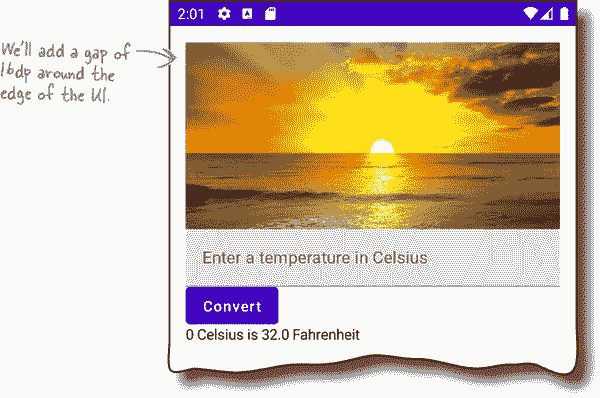 2:01
We'll add a gap of
16dp around the
edge of the UI.
Enter a temperature in Celsius
Convert
0 Celsius is 32.0 Fahrenheit